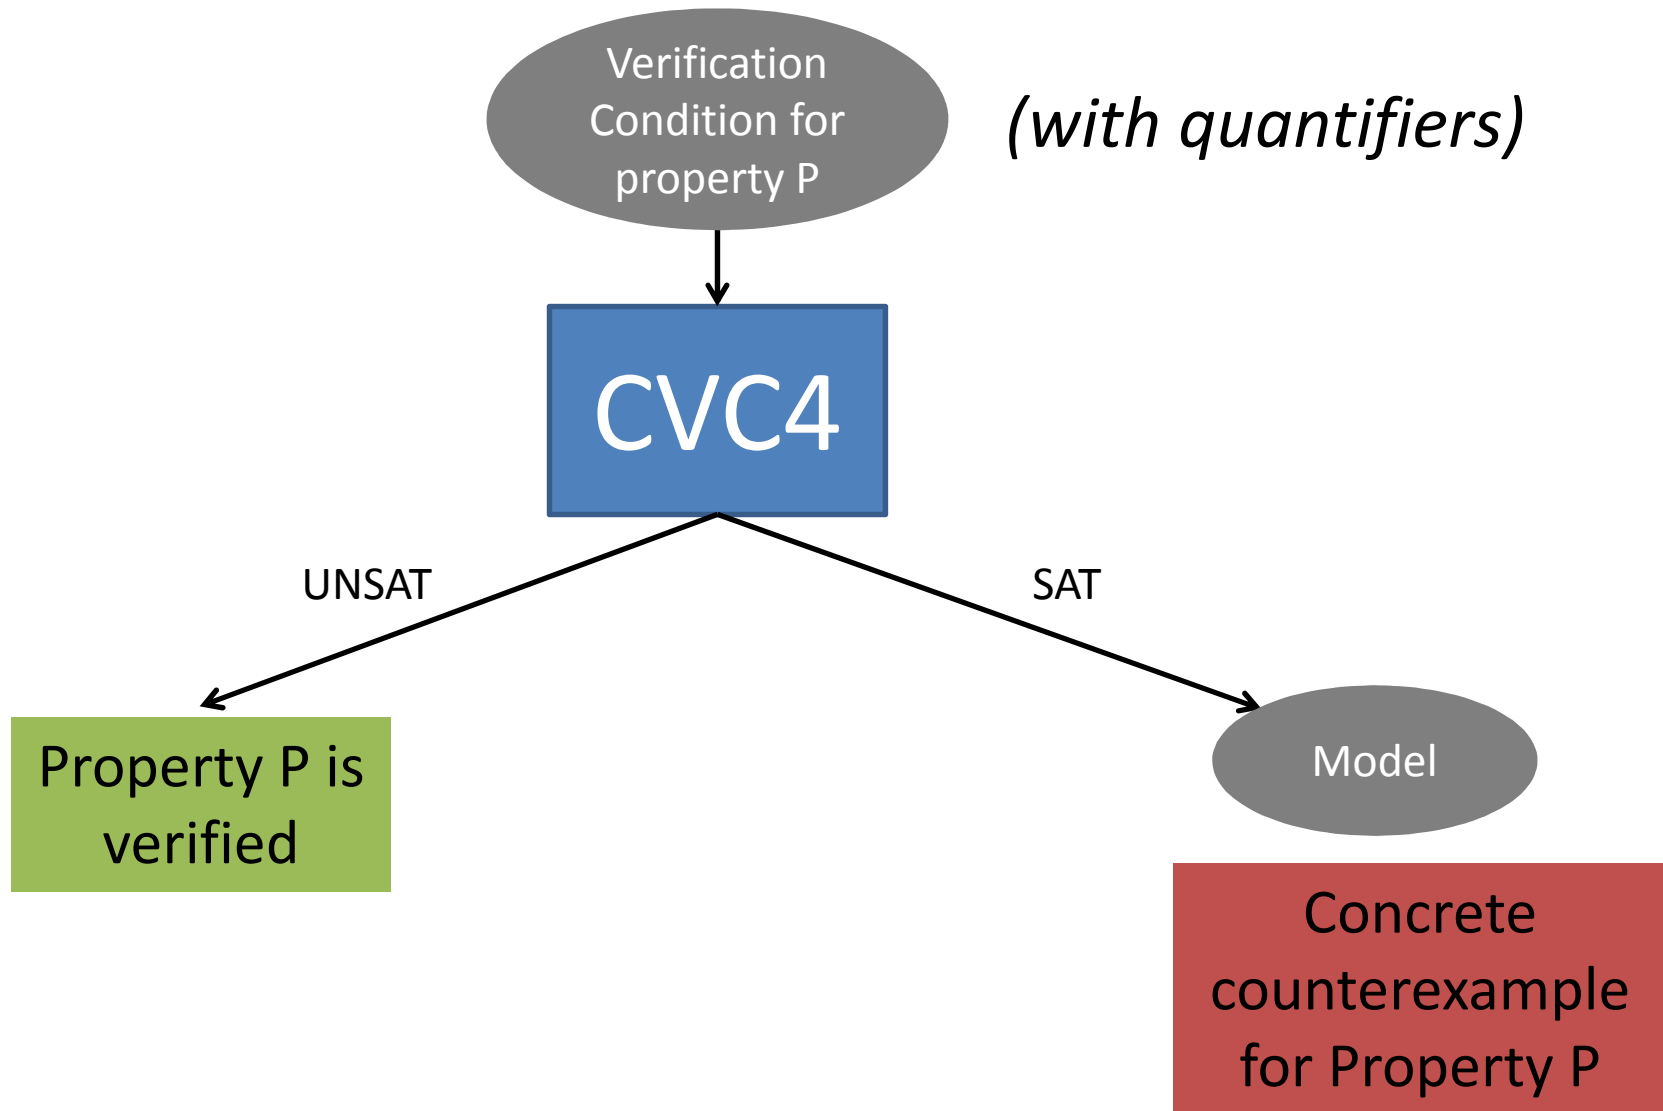 Verification
Condition for
property P
(with quantifiers)
CVC4
UNSAT
SAT
Property P is
verified
Model
Concrete
counterexample
for Property P